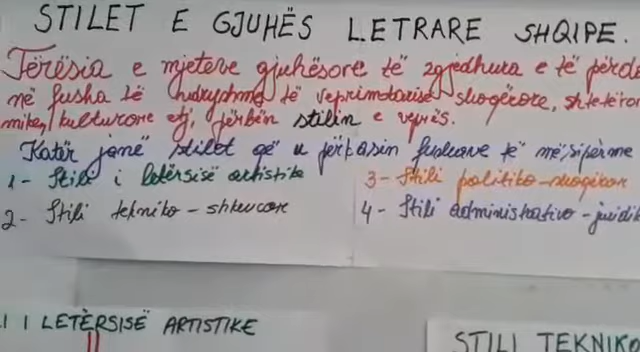 STILET E GJUHËS LETRARE SHQIPE.
Tërësia e mjeteve gjuhësore të zgjedhura e të përdo
në fusha të ndryshme të veprimtarisë shoqërore, shtetëro
mike, kulturore etj, përbën stilin e veprës.
Katër janë stilet që u përkasin fushave të mësipërme
1 - Stili i letërsisë artistike
3 - Stili politiko-shoqëror
2 - Stili tekniko - shkencore
4 - Stili administrativo - juridik
I I LETËRSISË ARTISTIKE
STILI TEKNIKO